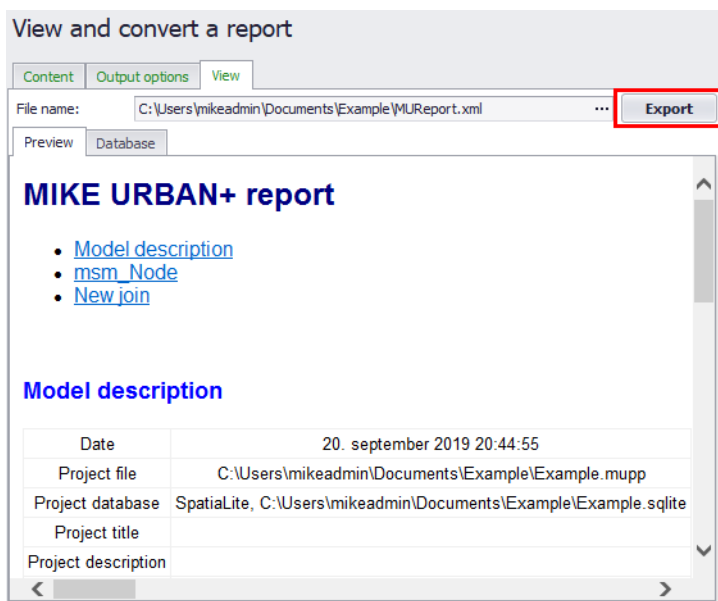 View and convert a report
Content Output options View
File name: C:\Users\mikeadmin\Documents\Example\MUReport.xml ... Export
Preview Database
MIKE URBAN+ report
• Model description
• msm_Node
• New join
Model description
Date 20. september 2019 20:44:55
Project file C:\Users\mikeadmin\Documents\Example\Example.mupp
Project database SpatiaLite, C:\Users\mikeadmin\Documents\Example\Example.sqlite
Project title
Project description